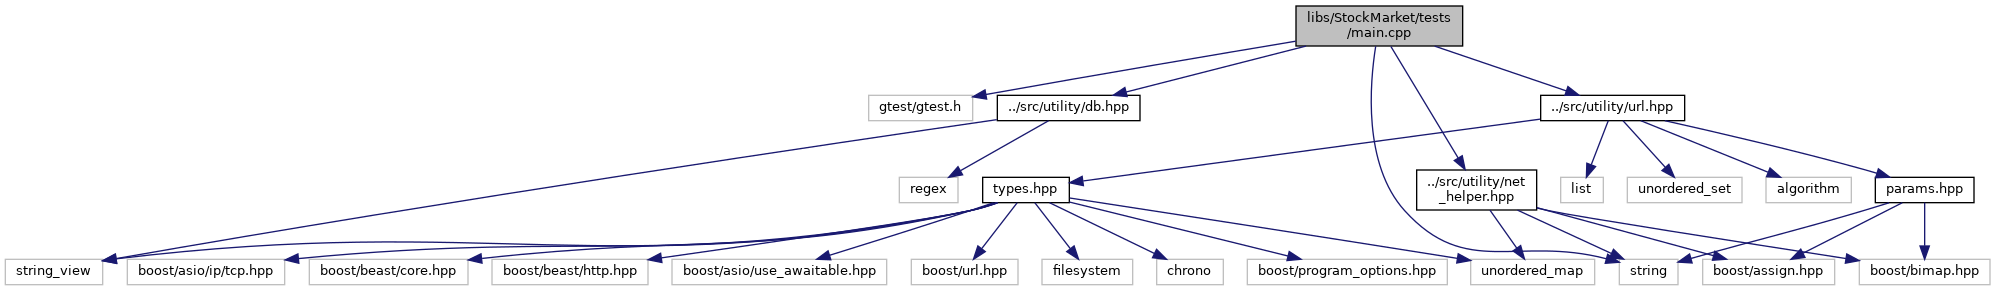 libs/StockMarket/tests
/main.cpp
gtest/gtest.h
../src/utility/db.hpp
../src/utility/url.hpp
regex
types.hpp
../src/utility/net
_helper.hpp
list
unordered_set
algorithm
params.hpp
string_view
boost/asio/ip/tcp.hpp
boost/beast/core.hpp
boost/beast/http.hpp
boost/asio/use_awaitable.hpp
boost/url.hpp
filesystem
chrono
boost/program_options.hpp
unordered_map
string
boost/assign.hpp
boost/bimap.hpp